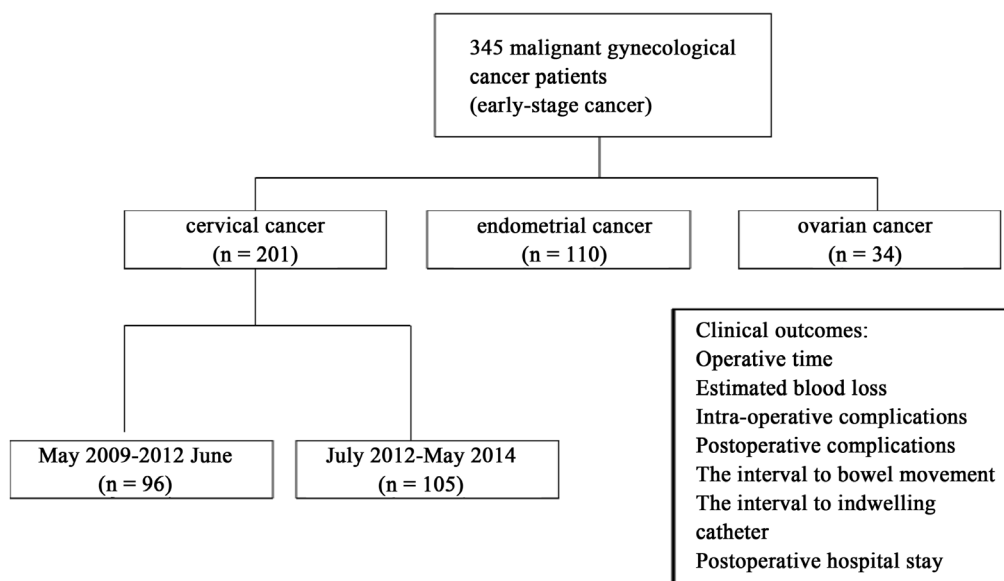 345 malignant gynecological
cancer patients
(early-stage cancer)
cervical cancer
(n = 201)
endometrial cancer
(n = 110)
ovarian cancer
(n = 34)
May 2009-2012 June
(n = 96)
July 2012-May 2014
(n = 105)
Clinical outcomes:
Operative time
Estimated blood loss
Intra-operative complications
Postoperative complications
The interval to bowel movement
The interval to indwelling
catheter
Postoperative hospital stay